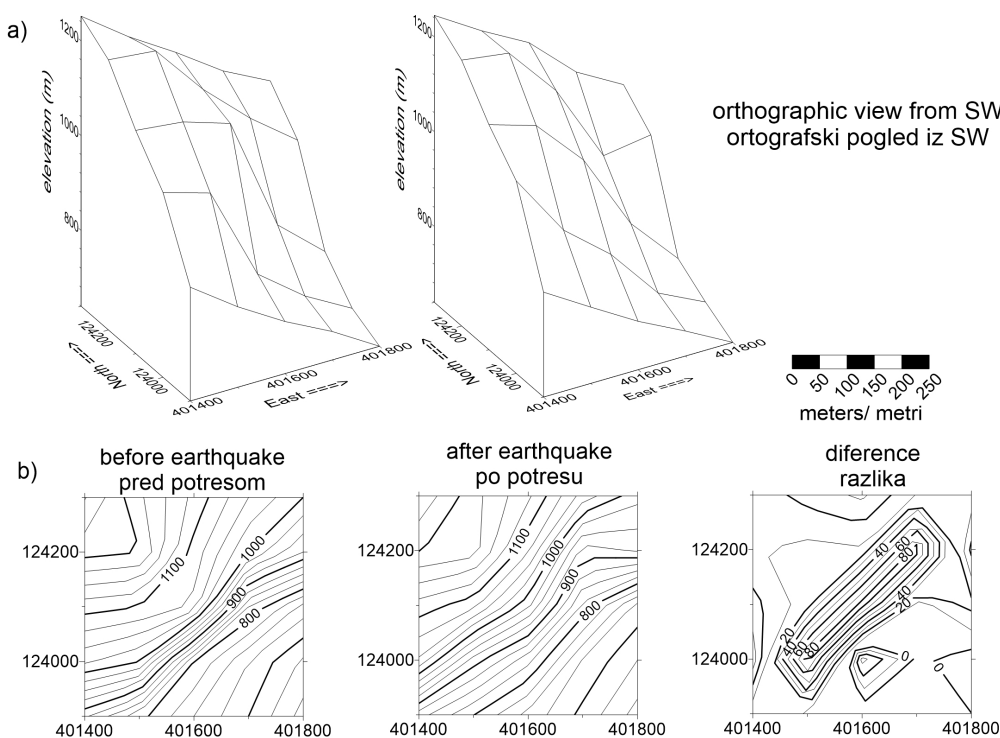 a)
1200
1000
800
elevation (m)
124200
124000
North ===>
401400
401600
401800
East ===>
1200
1000
800
elevation (m)
124200
124000
North ===>
401400
401600
401800
East ===>
orthographic view from SW
ortografski pogled iz SW
0 50 100 150 200 250
meters/ metri
b)
before earthquake
pred potresom
124200
124000
401400 401600 401800
1100
1000
900
800
after earthquake
po potresu
124200
124000
401400 401600 401800
1100
1000
900
800
diference
razlika
124200
124000
401400 401600 401800
40
60
80
40
20
20
40
60
80
0
0